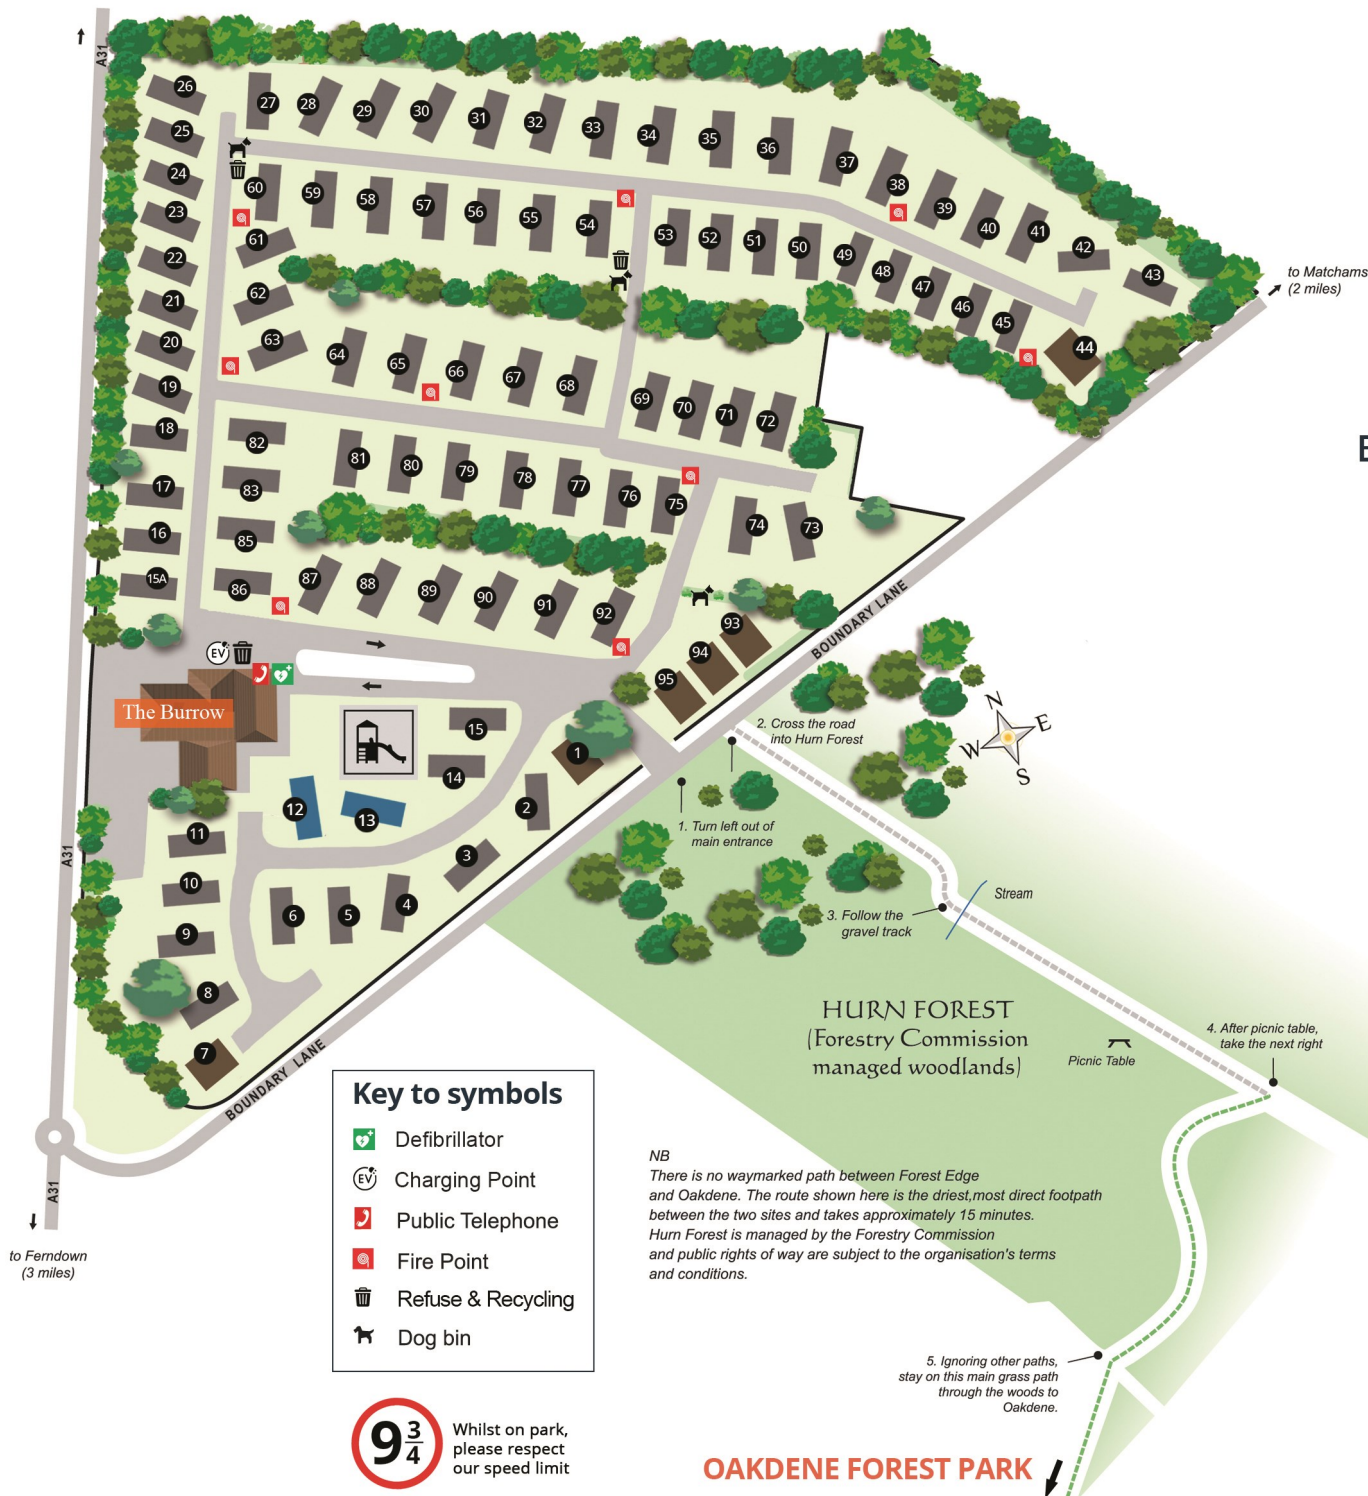 A31
26
27
28
29
30
31
32
33
34
35
36
37
38
39
40
41
42
43
25
24
23
22
21
20
19
18
17
16
15A
60
59
58
57
56
55
54
53
52
51
50
49
48
47
46
45
44
61
62
63
64
65
66
67
68
69
70
71
72
to Matchams
(2 miles)
E
82
83
85
86
81
80
79
78
77
76
75
74
73
87
88
89
90
91
92
93
94
95
BOUNDARY LANE
EV
The Burrow
15
14
1
2
12
13
3
11
10
9
8
7
6
5
4
A31
N
E
W
S
2. Cross the road
into Hurn Forest
1. Turn left out of
main entrance
Stream
3. Follow the
gravel track
HURN FOREST
(Forestry Commission
managed woodlands)
Picnic Table
4. After picnic table,
take the next right
BOUNDARY LANE
A31
to Ferndown
(3 miles)
Key to symbols
Defibrillator
EV
Charging Point
Public Telephone
Fire Point
Refuse & Recycling
Dog bin
NB
There is no waymarked path between Forest Edge
and Oakdene. The route shown here is the driest,most direct footpath
between the two sites and takes approximately 15 minutes.
Hurn Forest is managed by the Forestry Commission
and public rights of way are subject to the organisation's terms
and conditions.
5. Ignoring other paths,
stay on this main grass path
through the woods to
Oakdene.
9 3/4
Whilst on park,
please respect
our speed limit
OAKDENE FOREST PARK